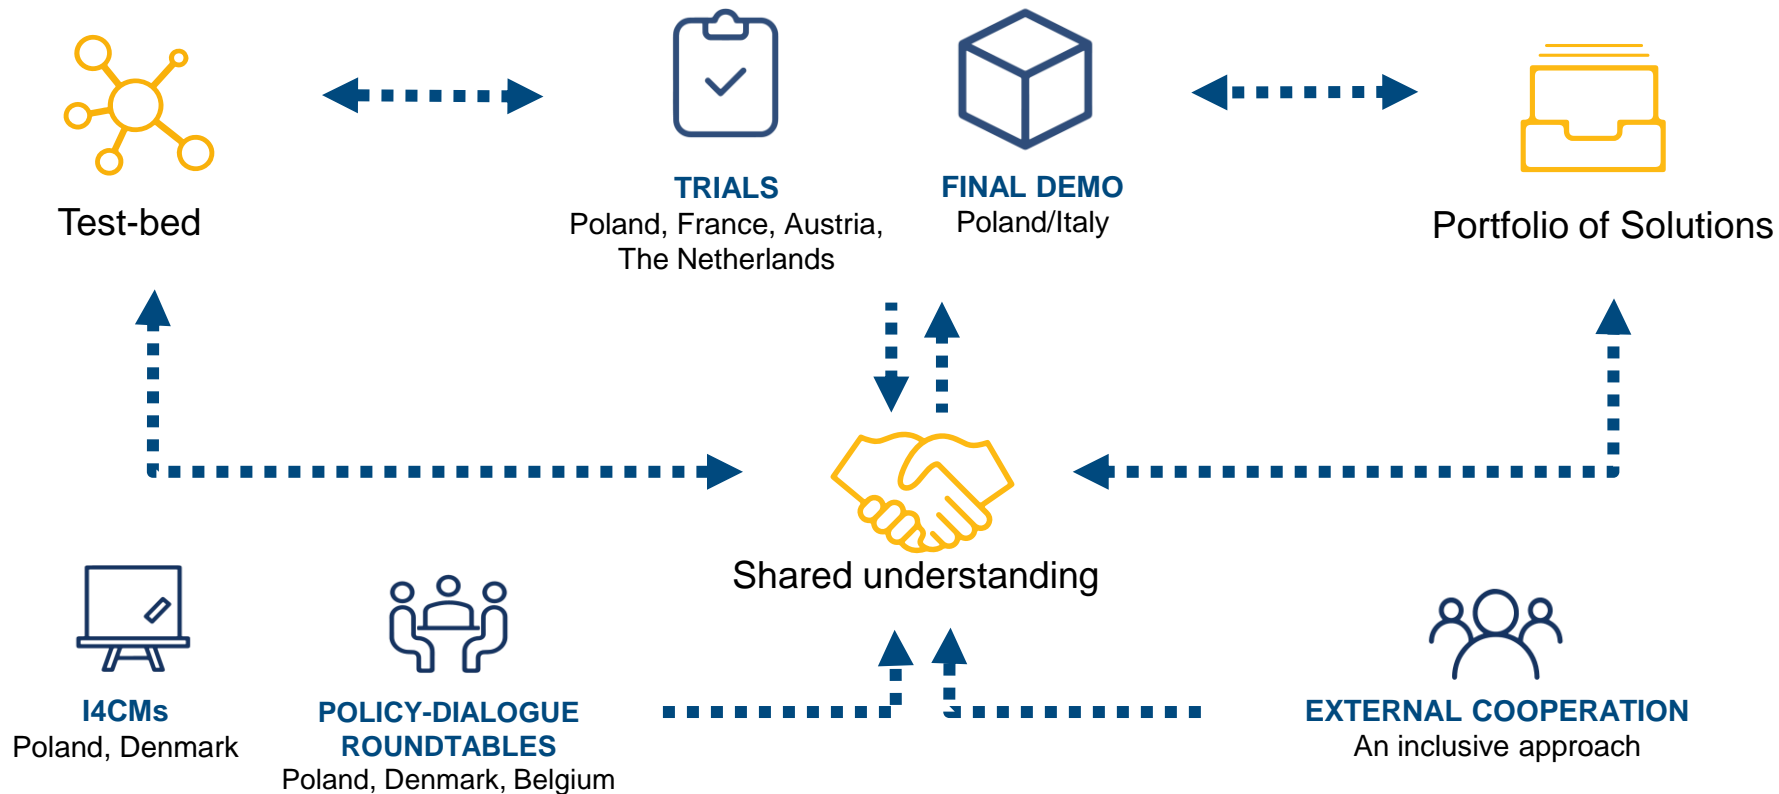 Test-bed
TRIALS
Poland, France, Austria,
The Netherlands
FINAL DEMO
Poland/Italy
Portfolio of Solutions
Shared understanding
I4CMs
Poland, Denmark
POLICY-DIALOGUE
ROUNDTABLES
Poland, Denmark, Belgium
EXTERNAL COOPERATION
An inclusive approach